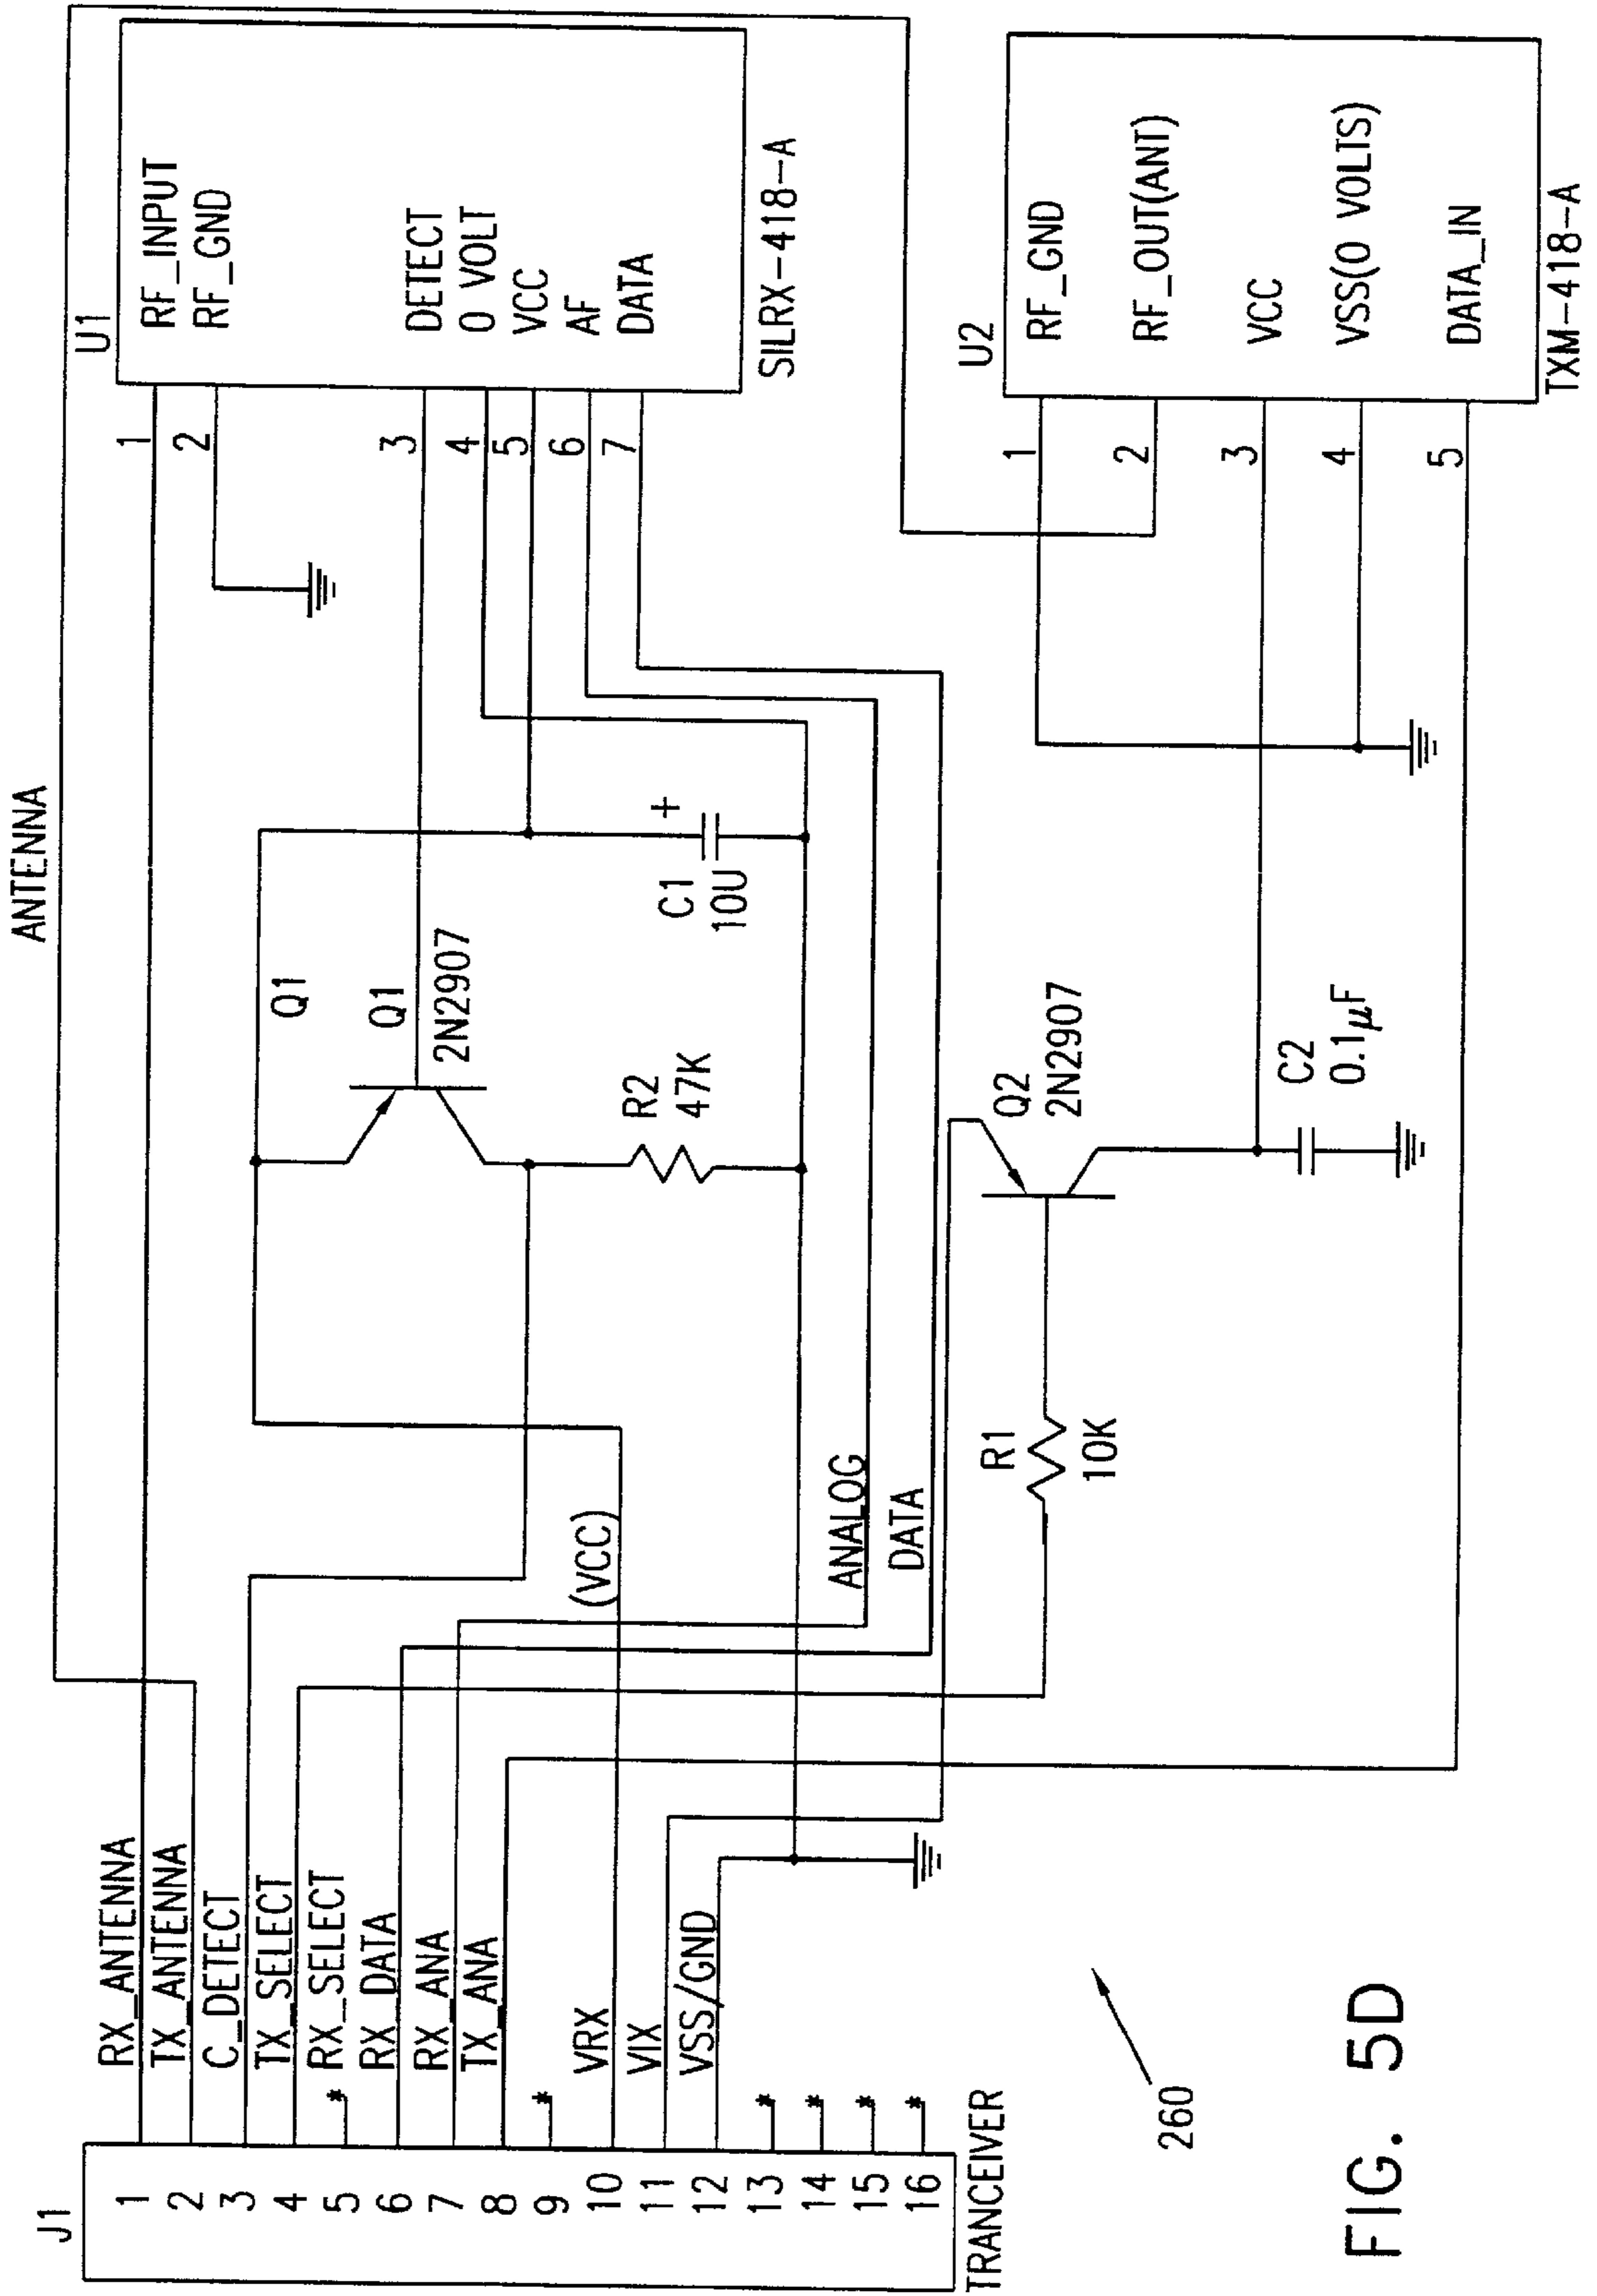 ANTENNA
J1
1
2
3
4
5
6
7
8
9
10
11
12
13
14
15
16
TRANCEIVER
RX_ANTENNA
TX_ANTENNA
C_DETECT
TX_SELECT
RX_SELECT
*
RX_DATA
RX_ANA
TX_ANA
*
VRX
VIX
VSS/GND
*
*
*
*
(VCC)
ANALOG
DATA
Q1
Q1
2N2907
R2
47K
C1
10U
+
R1
10K
Q2
2N2907
C2
0.1µF
U1
1
RF_INPUT
2
RF_GND
3
DETECT
4
0 VOLT
5
VCC
6
AF
7
DATA
SILRX-418-A
U2
1
RF_GND
2
RF_OUT(ANT)
3
VCC
4
VSS(0 VOLTS)
5
DATA_IN
TXM-418-A
260
FIG. 5D